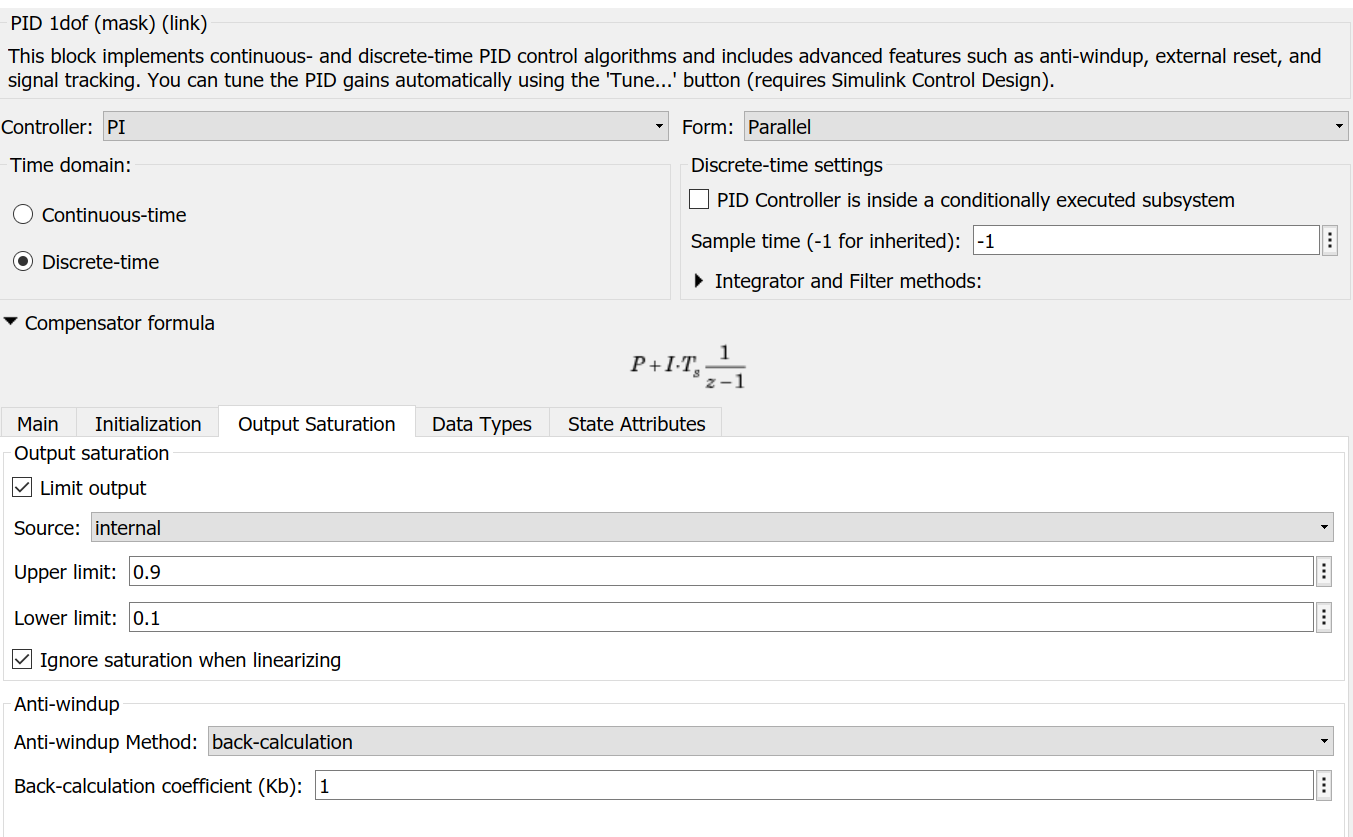 PID 1dof (mask) (link)
This block implements continuous- and discrete-time PID control algorithms and includes advanced features such as anti-windup, external reset, and
signal tracking. You can tune the PID gains automatically using the 'Tune...' button (requires Simulink Control Design).
Controller: PI Form: Parallel
Time domain: Discrete-time settings
PID Controller is inside a conditionally executed subsystem
Continuous-time
Sample time (-1 for inherited): -1
Discrete-time
Integrator and Filter methods:
Compensator formula
P + I·Ts 1/(z − 1)
Main Initialization Output Saturation Data Types State Attributes
Output saturation
Limit output
Source: internal
Upper limit: 0.9
Lower limit: 0.1
Ignore saturation when linearizing
Anti-windup
Anti-windup Method: back-calculation
Back-calculation coefficient (Kb): 1